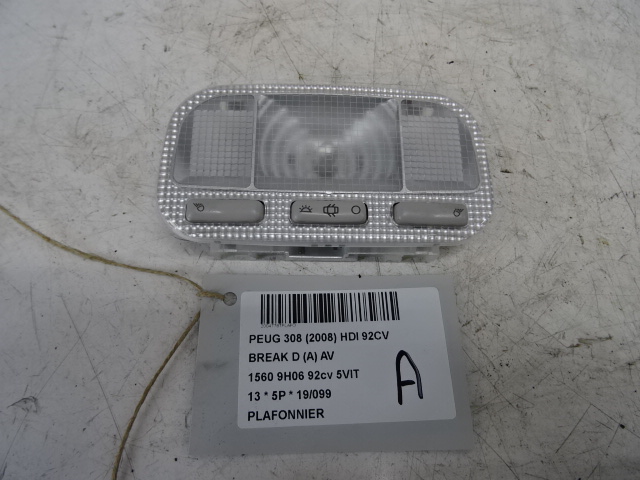 PEUG 308 (2008) HDI 92CV
BREAK D (A) AV
1560 9H06 92cv 5VIT
13 * 5P * 19/099
PLAFONNIER
A